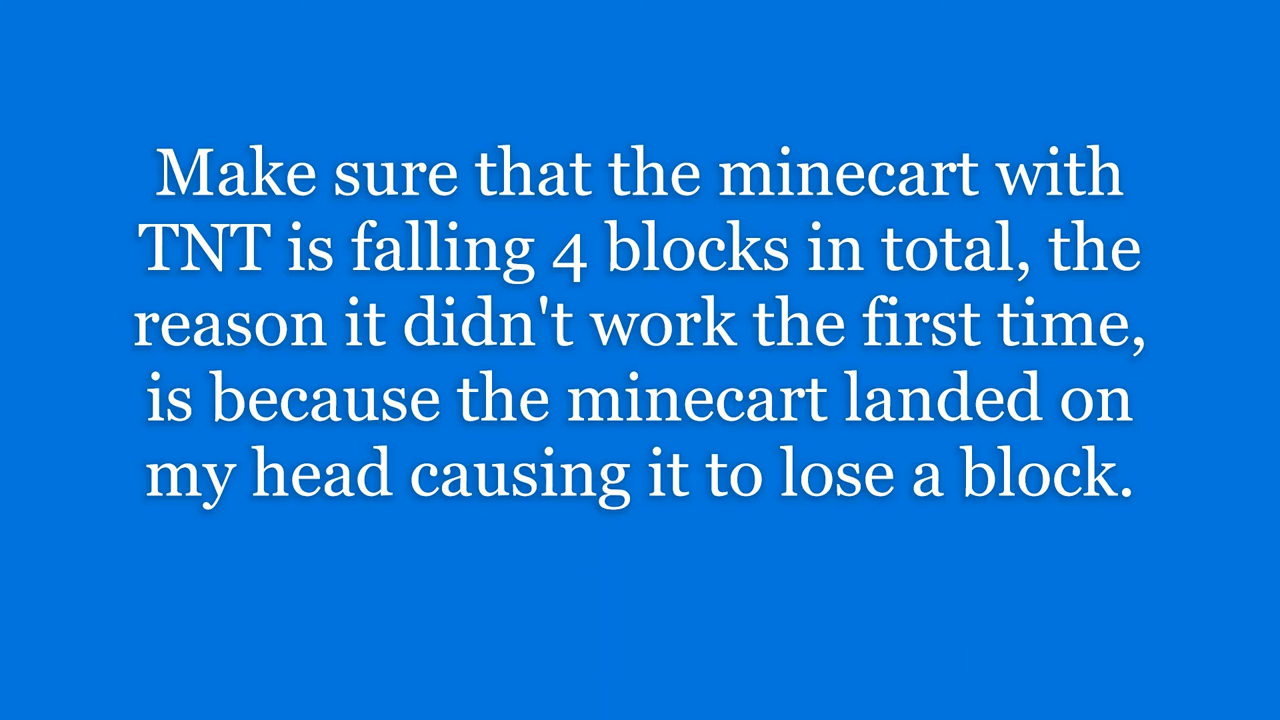 Make sure that the minecart with
TNT is falling 4 blocks in total, the
reason it didn't work the first time,
is because the minecart landed on
my head causing it to lose a block.